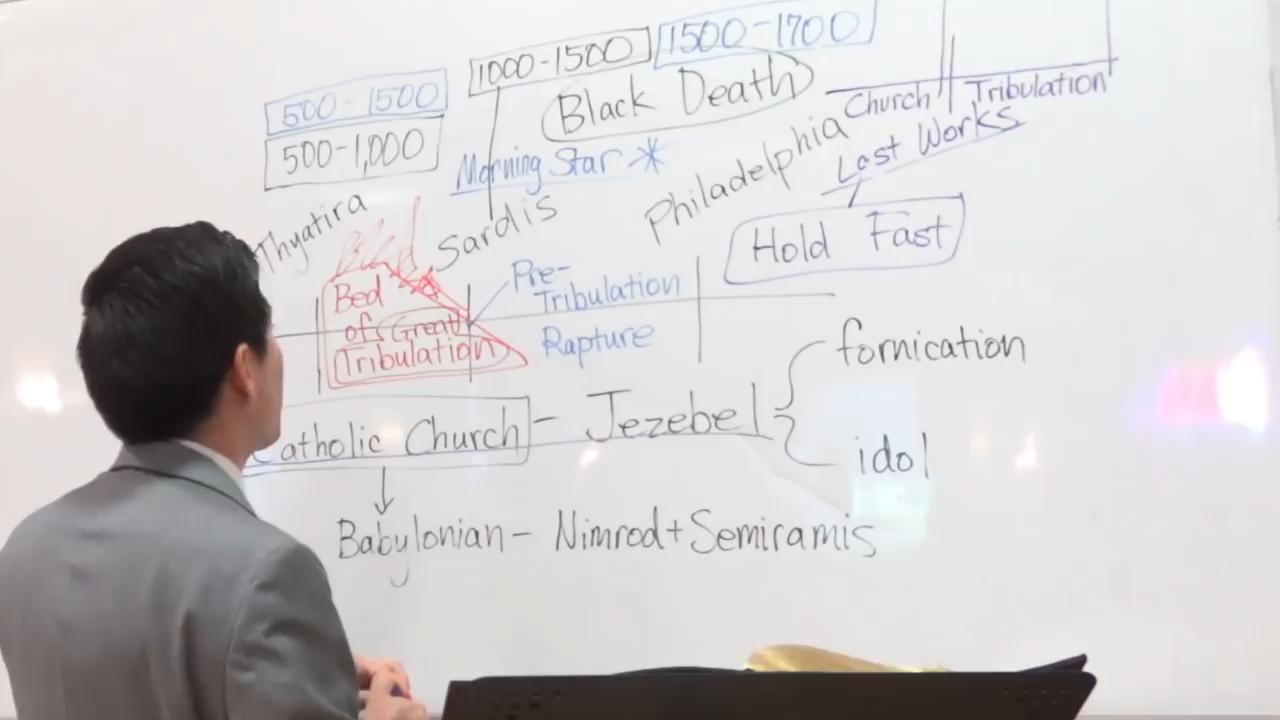 1000-1500
1500-1700
500-1500
500-1,000
Black Death
Church
Tribulation
Morning Star
Last Works
Thyatira
Sardis
Philadelphia
Hold Fast
Bed
of Great
Tribulation
Pre-
Tribulation
Rapture
fornication
Catholic Church - Jezebel
idol
Babylonian - Nimrod+Semiramis